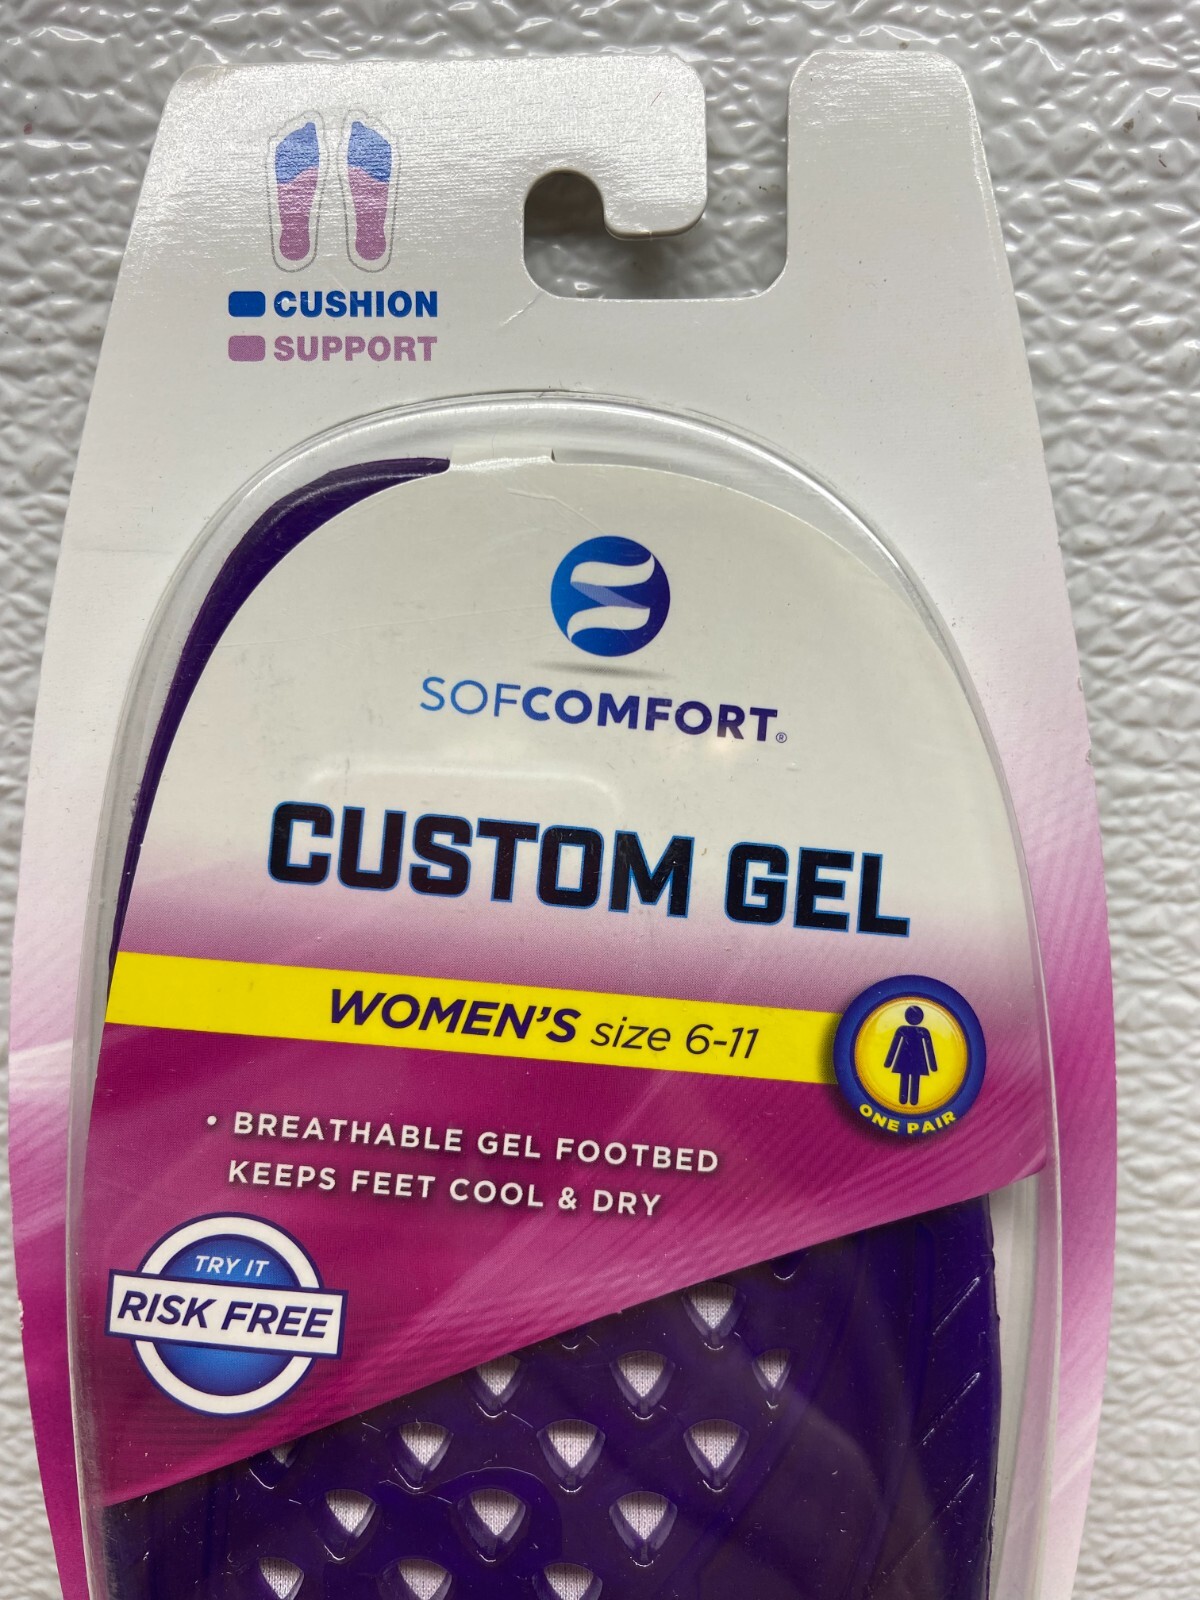 CUSHION
SUPPORT
SOFCOMFORT®
CUSTOM GEL
WOMEN'S size 6-11
ONE PAIR
• BREATHABLE GEL FOOTBED
KEEPS FEET COOL & DRY
TRY IT
RISK FREE